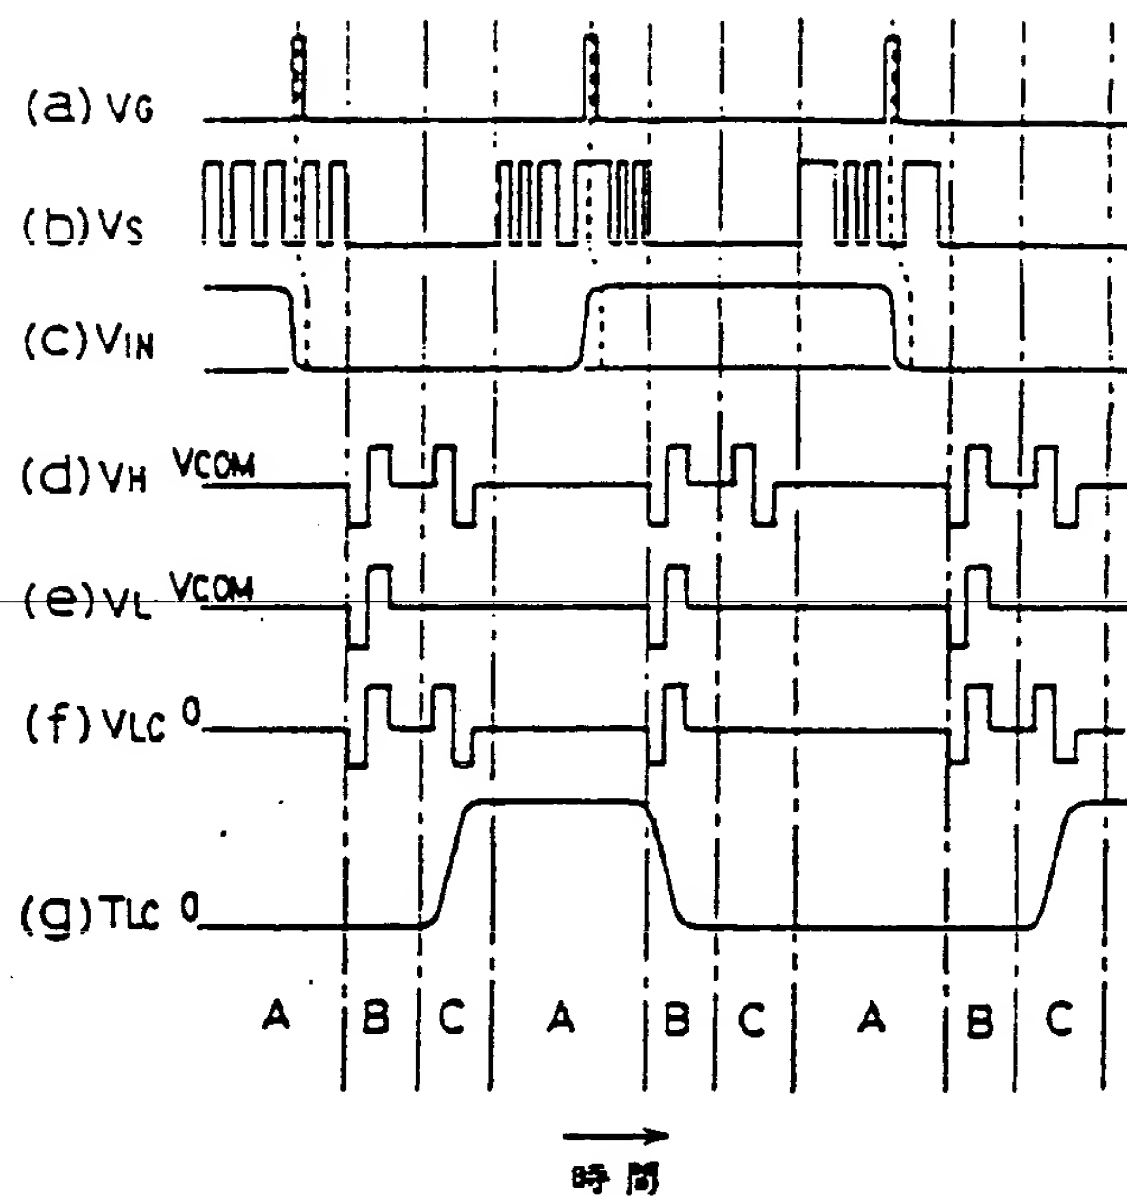 (a) VG
(b) VS
(c) VIN
(d) VH VCOM
(e) VL VCOM
(f) VLC 0
(g) TLC 0
A B C A B C A B C
時間